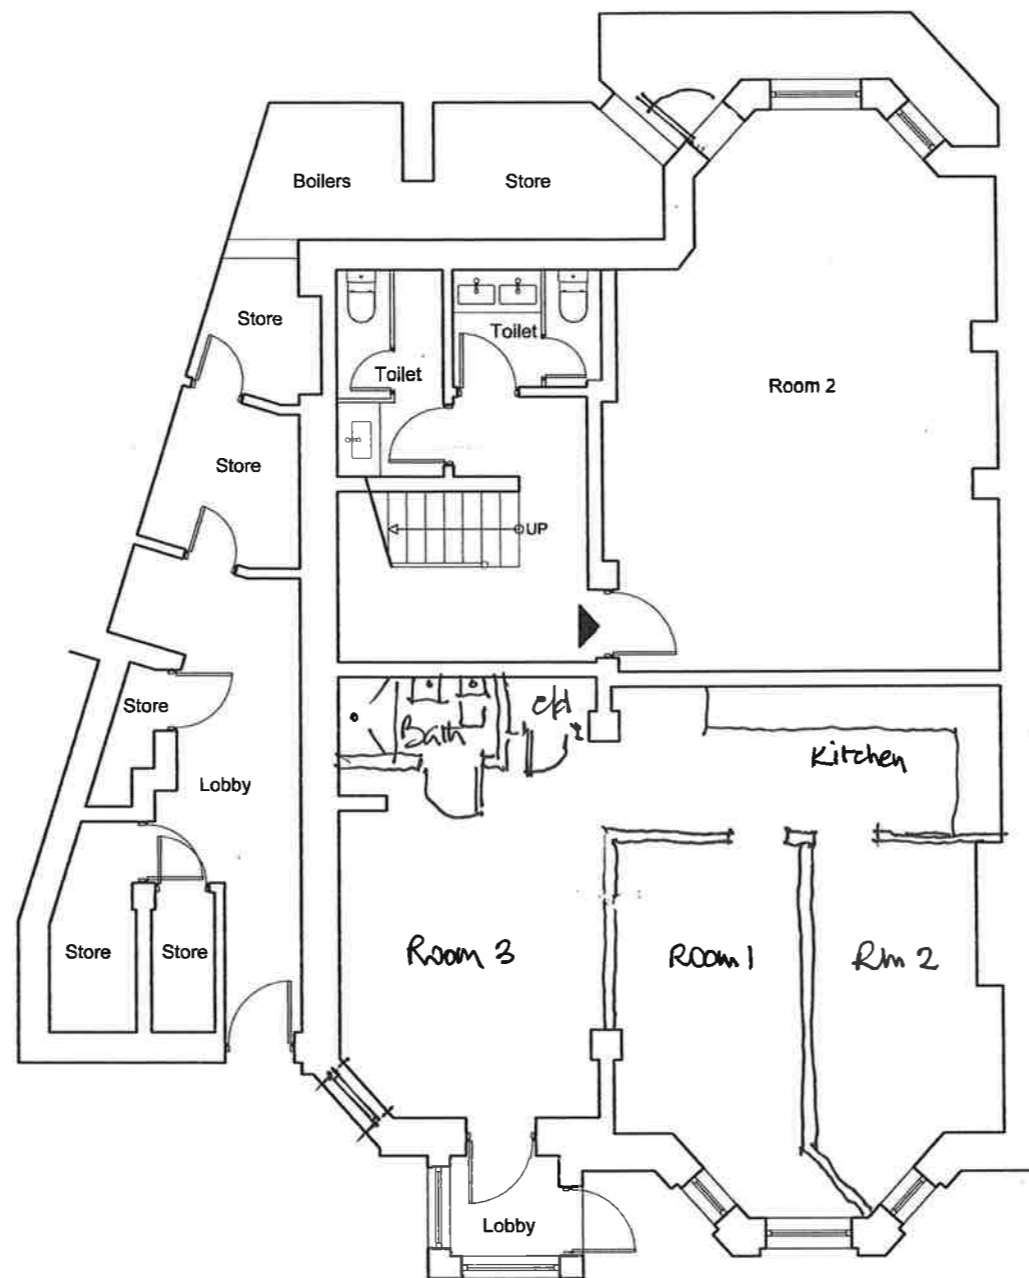 Boilers
Store
Store
Toilet
Toilet
Room 2
Store
UP
Store
Bath
c/d
Kitchen
Lobby
Store
Store
Room 3
Room 1
Rm 2
Lobby